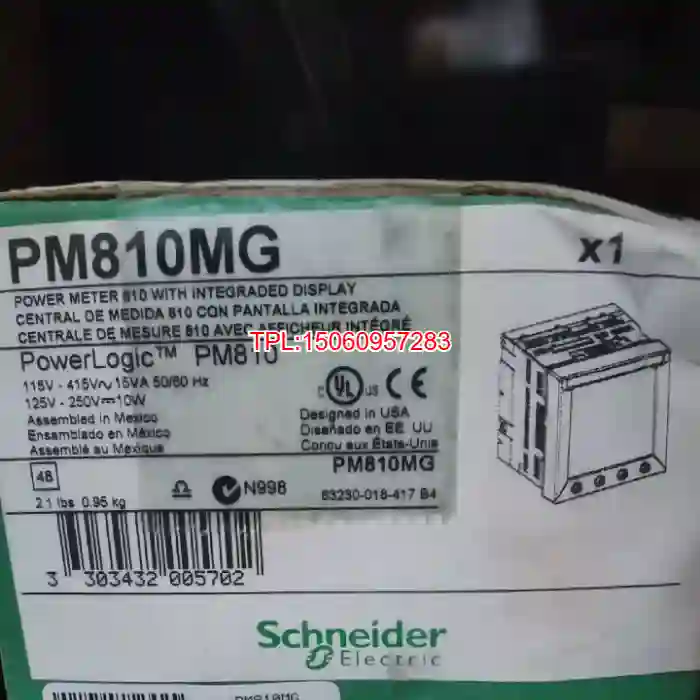 PM810MG
x1
POWER METER 810 WITH INTEGRADED DISPLAY
CENTRAL DE MEDIDA 810 CON PANTALLA INTEGRADA
CENTRALE DE MESURE 810 AVEC AFFICHEUR INTÉGRÉ
TPL:15060957283
PowerLogic™ PM810
115V - 415V~ 15VA 50/60 Hz
125V - 250V⎓10W
Assembled in Mexico
Ensamblado en México
Assemblé au Mexique
C UL US CE
Designed in USA
Diseñado en EE UU
Conçu aux États-Unis
PM810MG
48
2.1 lbs 0.95 kg
N998
63230-018-417 B4
3 303432 005702
Schneider
Electric
PM810MG